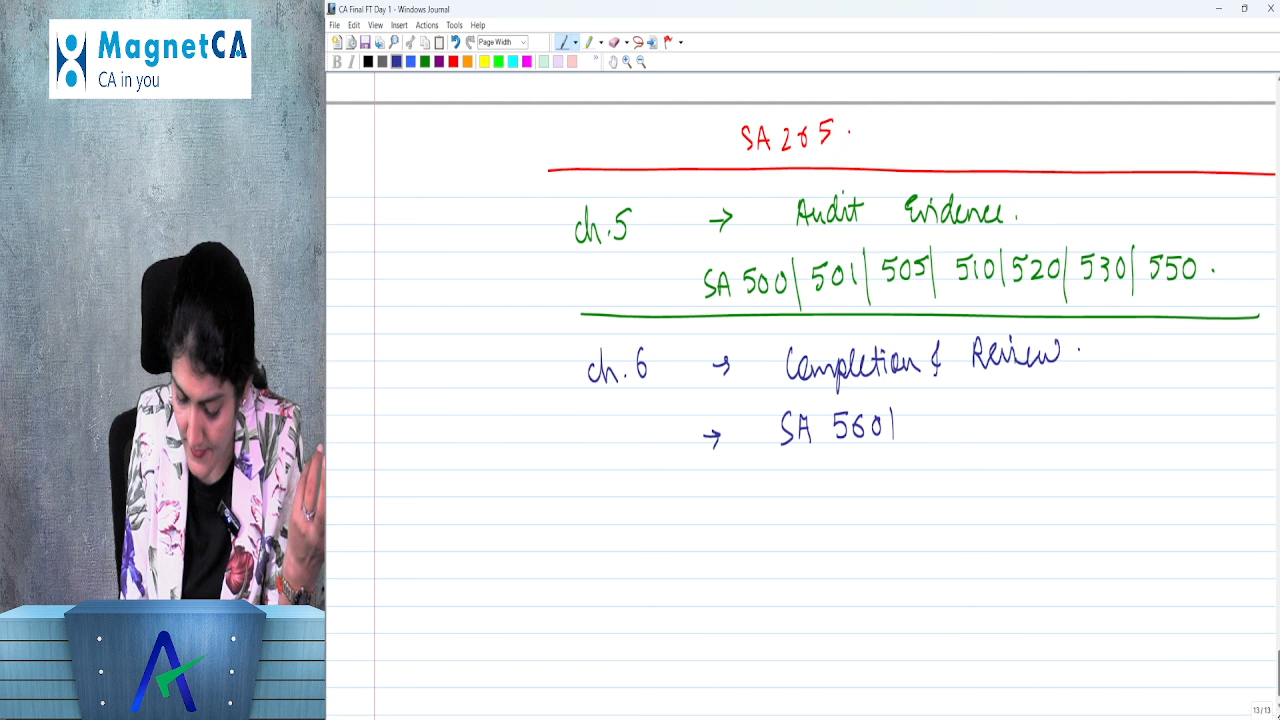 MagnetCA
CA in you
CA Final FT Day 1 - Windows Journal
File Edit View Insert Actions Tools Help
Page Width
B I
SA 265.
ch.5 → Audit Evidence.
SA 500| 501| 505| 510| 520| 530| 550.
ch.6 → Completion & Review.
→ SA 560|
13/13